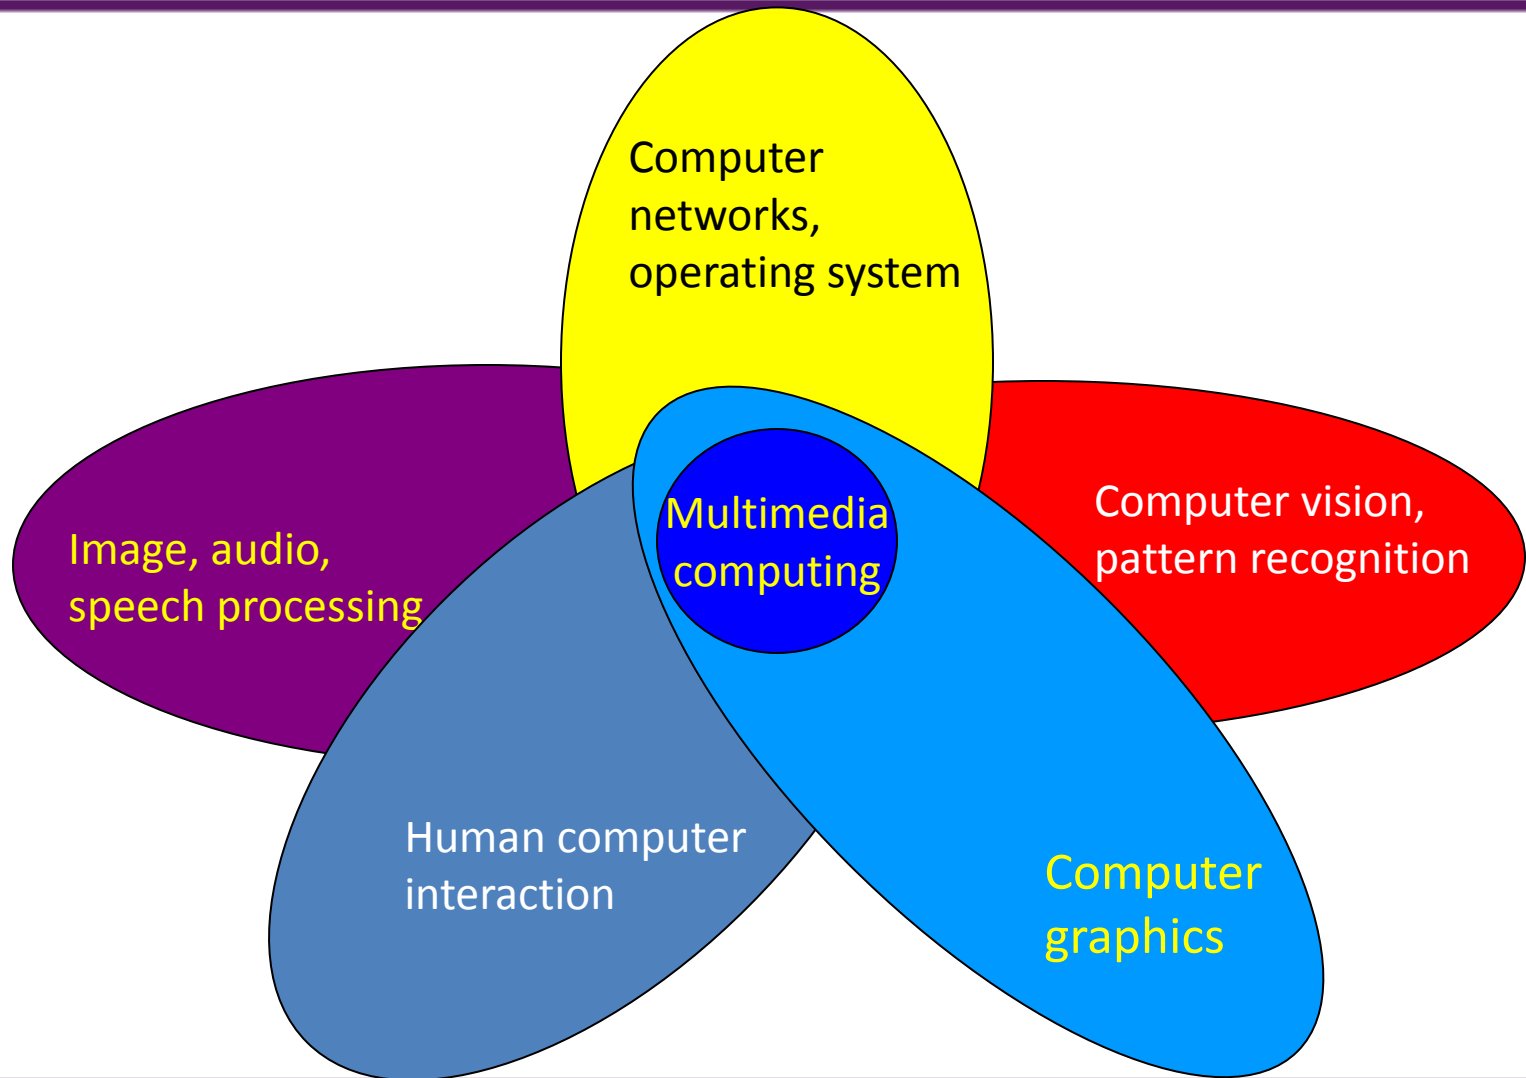 Computer
networks,
operating system
Image, audio,
speech processing
Multimedia
computing
Computer vision,
pattern recognition
Human computer
interaction
Computer
graphics